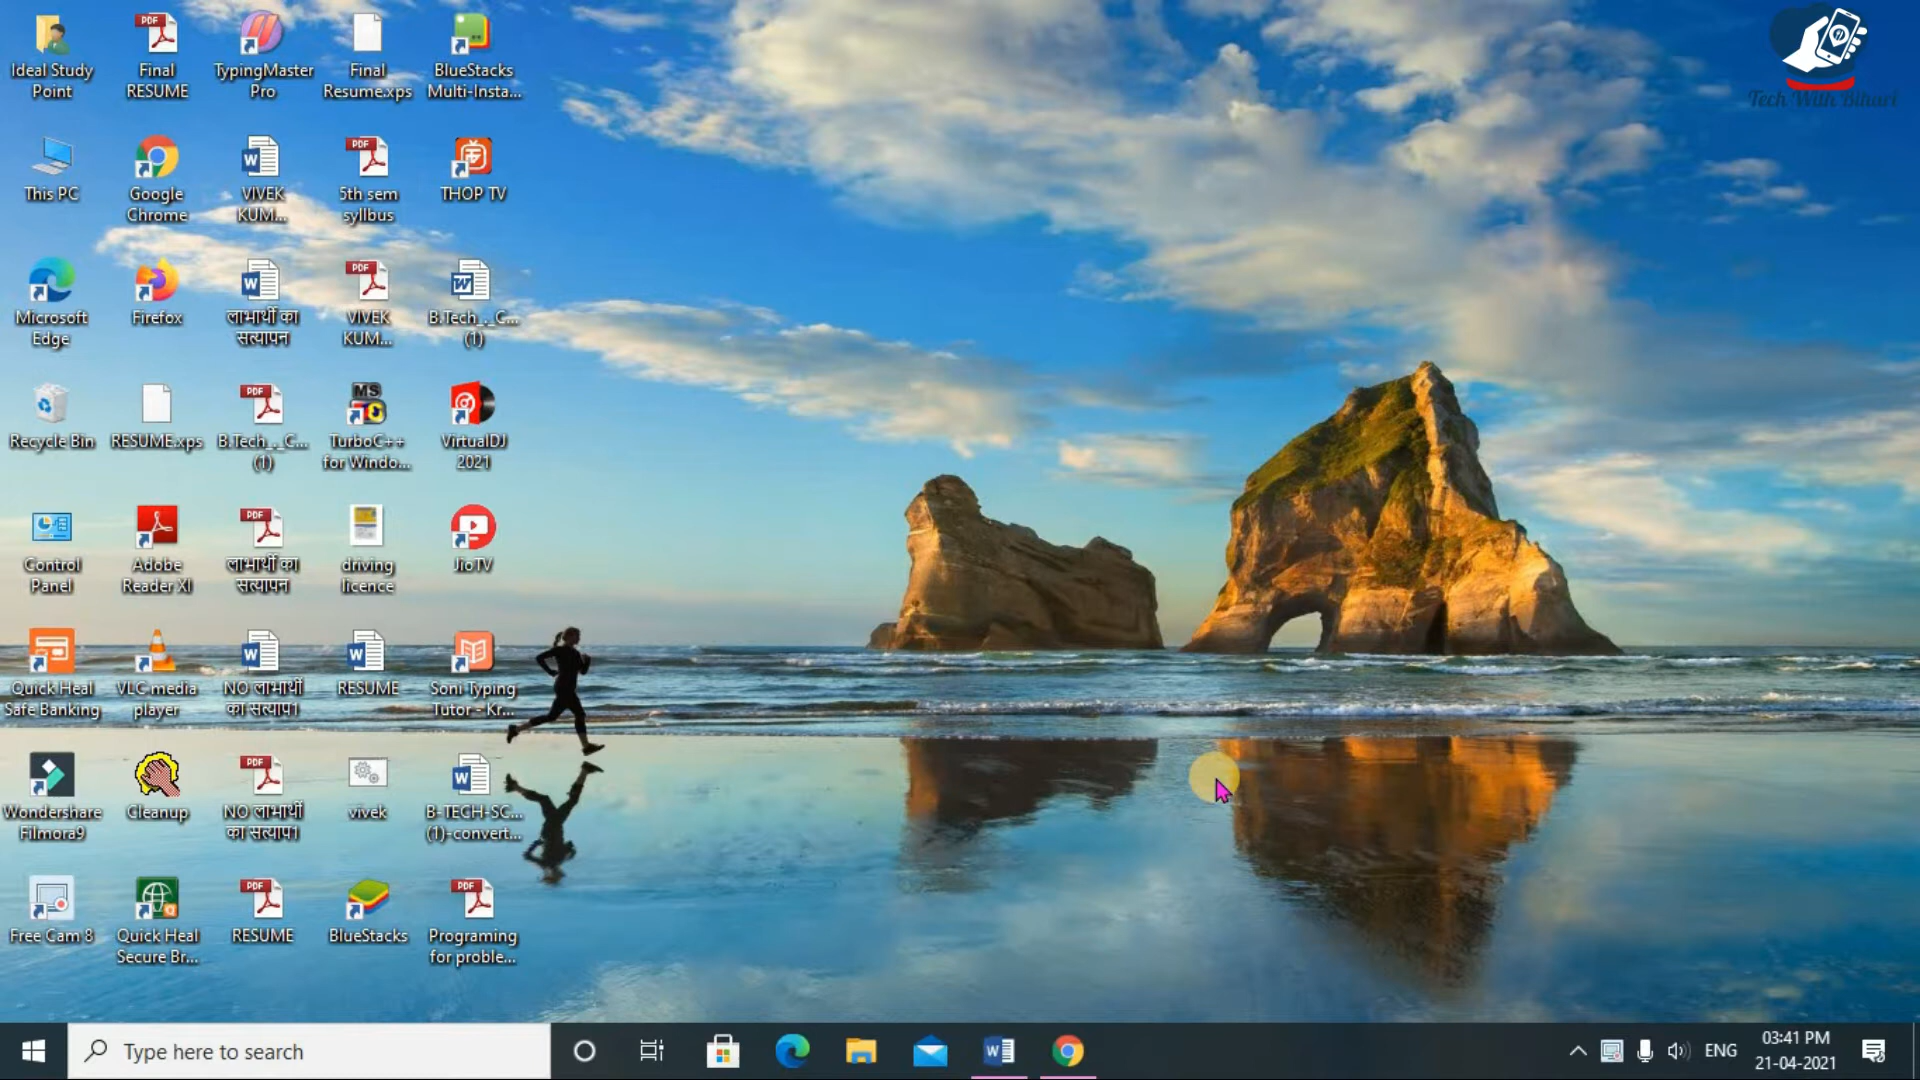 Tech With Bihari
Ideal Study
Point
Final
RESUME
TypingMaster
Pro
Final
Resume.xps
BlueStacks
Multi-Insta...
This PC
Google
Chrome
VIVEK
KUM...
5th sem
syllbus
THOP TV
Microsoft
Edge
Firefox
लाभार्थी का
सत्यापन
VIVEK
KUM...
B.Tech_._C...
(1)
Recycle Bin
RESUME.xps
B.Tech_._C...
(1)
TurboC++
for Windo...
VirtualDJ
2021
Control
Panel
Adobe
Reader XI
लाभार्थी का
सत्यापन
driving
licence
JioTV
Quick Heal
Safe Banking
VLC media
player
NO लाभार्थी
का सत्याप1
RESUME
Soni Typing
Tutor - Kr...
Wondershare
Filmora9
Cleanup
NO लाभार्थी
का सत्याप1
vivek
B-TECH-SC...
(1)-convert...
Free Cam 8
Quick Heal
Secure Br...
RESUME
BlueStacks
Programing
for proble...
Type here to search
ENG
03:41 PM
21-04-2021